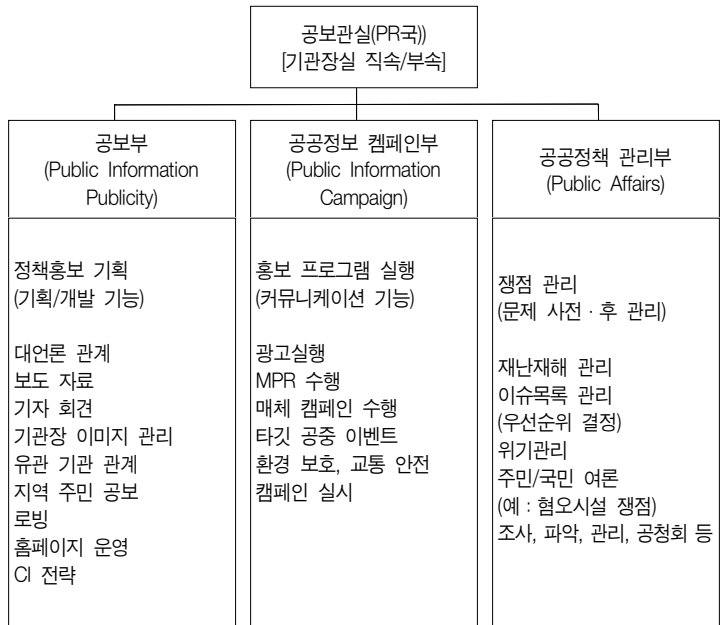 공보관실(PR국))
[기관장실 직속/부속]
공보부
(Public Information
Publicity)
정책홍보 기획
(기획/개발 기능)
대언론 관계
보도 자료
기자 회견
기관장 이미지 관리
유관 기관 관계
지역 주민 공보
로빙
홈페이지 운영
CI 전략
공공정보 켐페인부
(Public Information
Campaign)
홍보 프로그램 실행
(커뮤니케이션 기능)
광고실행
MPR 수행
매체 캠페인 수행
타깃 공중 이벤트
환경 보호, 교통 안전
캠페인 실시
공공정책 관리부
(Public Affairs)
쟁점 관리
(문제 사전 · 후 관리)
재난재해 관리
이슈목록 관리
(우선순위 결정)
위기관리
주민/국민 여론
(예 : 혐오시설 쟁점)
조사, 파악, 관리, 공청회 등